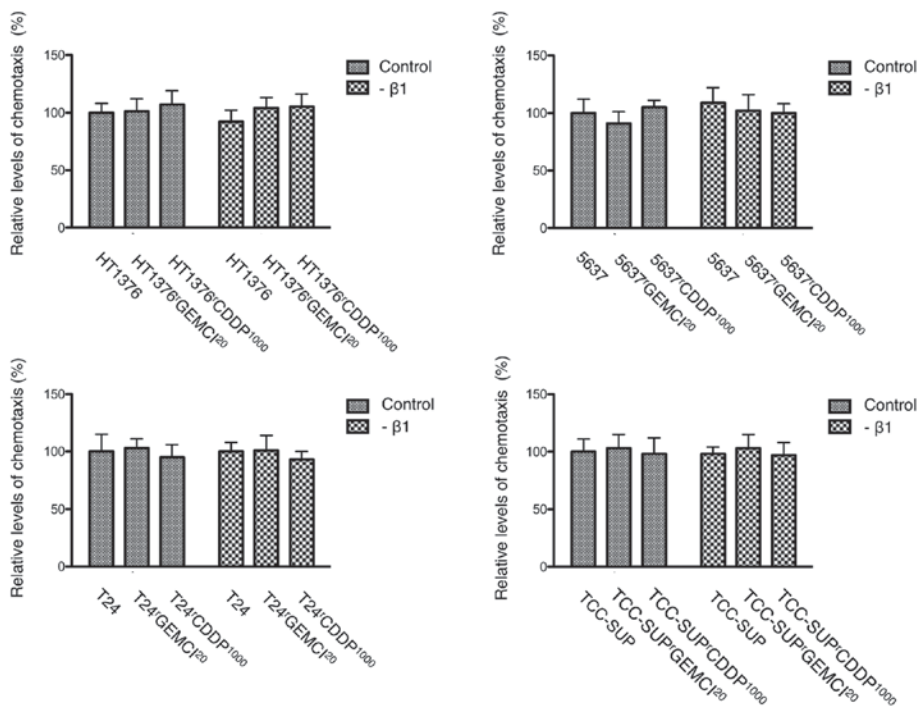 Relative levels of chemotaxis (%)
150
100
50
0
Control
- β1
HT1376
HT1376ʳGEMCI²⁰
HT1376ʳCDDP¹⁰⁰⁰
HT1376
HT1376ʳGEMCI²⁰
HT1376ʳCDDP¹⁰⁰⁰
Relative levels of chemotaxis (%)
150
100
50
0
Control
- β1
5637
5637ʳGEMCI²⁰
5637ʳCDDP¹⁰⁰⁰
5637
5637ʳGEMCI²⁰
5637ʳCDDP¹⁰⁰⁰
Relative levels of chemotaxis (%)
150
100
50
0
Control
- β1
T24
T24ʳGEMCI²⁰
T24ʳCDDP¹⁰⁰⁰
T24
T24ʳGEMCI²⁰
T24ʳCDDP¹⁰⁰⁰
Relative levels of chemotaxis (%)
150
100
50
0
Control
- β1
TCC-SUP
TCC-SUPʳGEMCI²⁰
TCC-SUPʳCDDP¹⁰⁰⁰
TCC-SUP
TCC-SUPʳGEMCI²⁰
TCC-SUPʳCDDP¹⁰⁰⁰